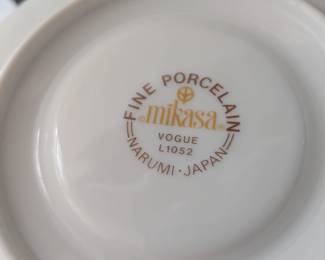 FINE PORCELAIN
mikasa
VOGUE
L1052
NARUMI · JAPAN